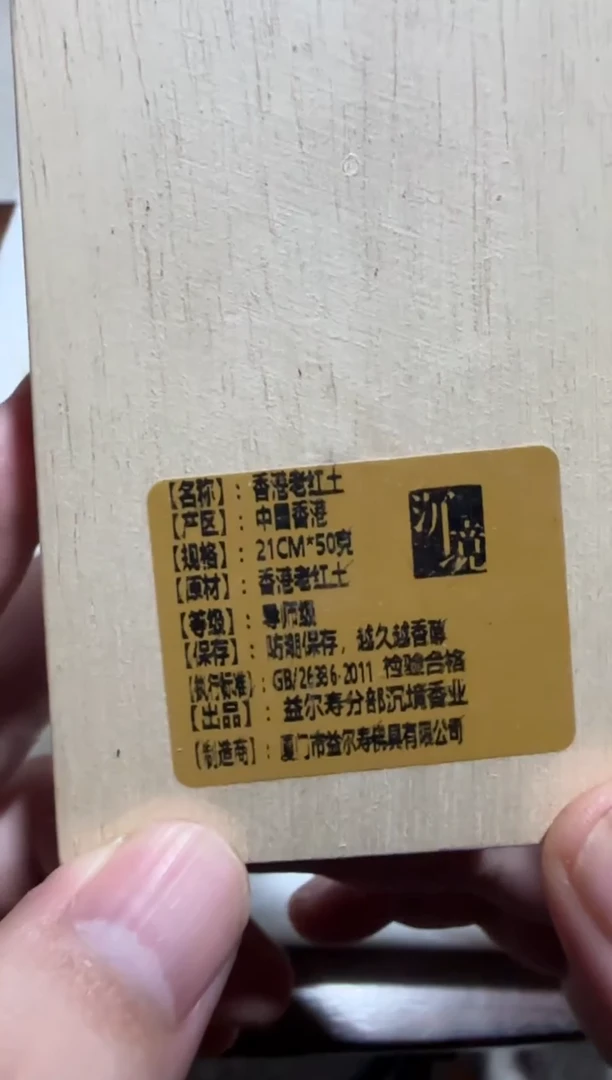 【名称】：香港老红土
【产区】：中国香港
【规格】：21CM*50克
【原材】：香港老红土
【等级】：导师级
【保存】：防潮保存，越久越香醇
【执行标准】：GB/26386-2011 检验合格
【出品】：益尔寿分部沉境香业
【制造商】：厦门市益尔寿佛具有限公司